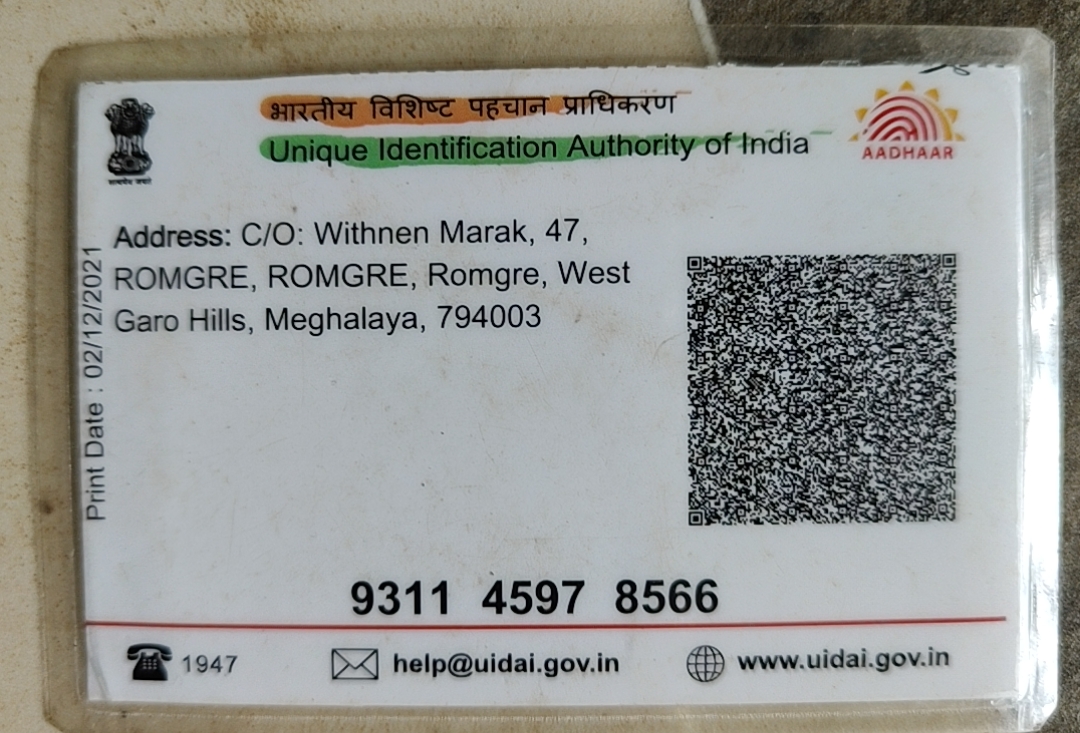 भारतीय विशिष्ट पहचान प्राधिकरण
Unique Identification Authority of India
AADHAAR
Address: C/O: Withnen Marak, 47,
ROMGRE, ROMGRE, Romgre, West
Garo Hills, Meghalaya, 794003
Print Date : 02/12/2021
9311 4597 8566
1947
help@uidai.gov.in
www.uidai.gov.in